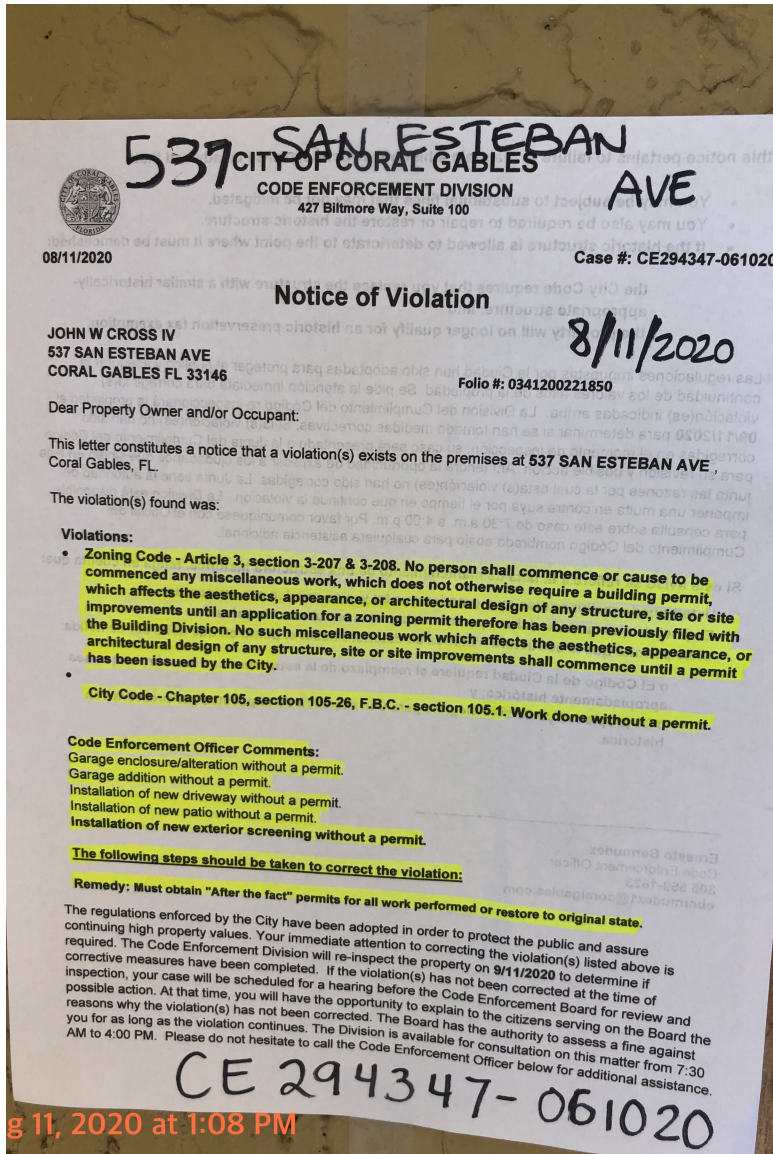 537 SAN ESTEBAN AVE
CITY OF CORAL GABLES
CODE ENFORCEMENT DIVISION
427 Biltmore Way, Suite 100
08/11/2020
Case #: CE294347-061020
Notice of Violation
8/11/2020
JOHN W CROSS IV
537 SAN ESTEBAN AVE
CORAL GABLES FL 33146
Folio #: 0341200221850
Dear Property Owner and/or Occupant:
This letter constitutes a notice that a violation(s) exists on the premises at 537 SAN ESTEBAN AVE ,
Coral Gables, FL.
The violation(s) found was:
Violations:
• Zoning Code - Article 3, section 3-207 & 3-208. No person shall commence or cause to be
commenced any miscellaneous work, which does not otherwise require a building permit,
which affects the aesthetics, appearance, or architectural design of any structure, site or site
improvements until an application for a zoning permit therefore has been previously filed with
the Building Division. No such miscellaneous work which affects the aesthetics, appearance, or
architectural design of any structure, site or site improvements shall commence until a permit
has been issued by the City.
•
City Code - Chapter 105, section 105-26, F.B.C. - section 105.1. Work done without a permit.
Code Enforcement Officer Comments:
Garage enclosure/alteration without a permit.
Garage addition without a permit.
Installation of new driveway without a permit.
Installation of new patio without a permit.
Installation of new exterior screening without a permit.
The following steps should be taken to correct the violation:
Remedy: Must obtain "After the fact" permits for all work performed or restore to original state.
The regulations enforced by the City have been adopted in order to protect the public and assure
continuing high property values. Your immediate attention to correcting the violation(s) listed above is
required. The Code Enforcement Division will re-inspect the property on 9/11/2020 to determine if
corrective measures have been completed. If the violation(s) has not been corrected at the time of
inspection, your case will be scheduled for a hearing before the Code Enforcement Board for review and
possible action. At that time, you will have the opportunity to explain to the citizens serving on the Board the
reasons why the violation(s) has not been corrected. The Board has the authority to assess a fine against
you for as long as the violation continues. The Division is available for consultation on this matter from 7:30
AM to 4:00 PM. Please do not hesitate to call the Code Enforcement Officer below for additional assistance.
CE 294347-061020
g 11, 2020 at 1:08 PM